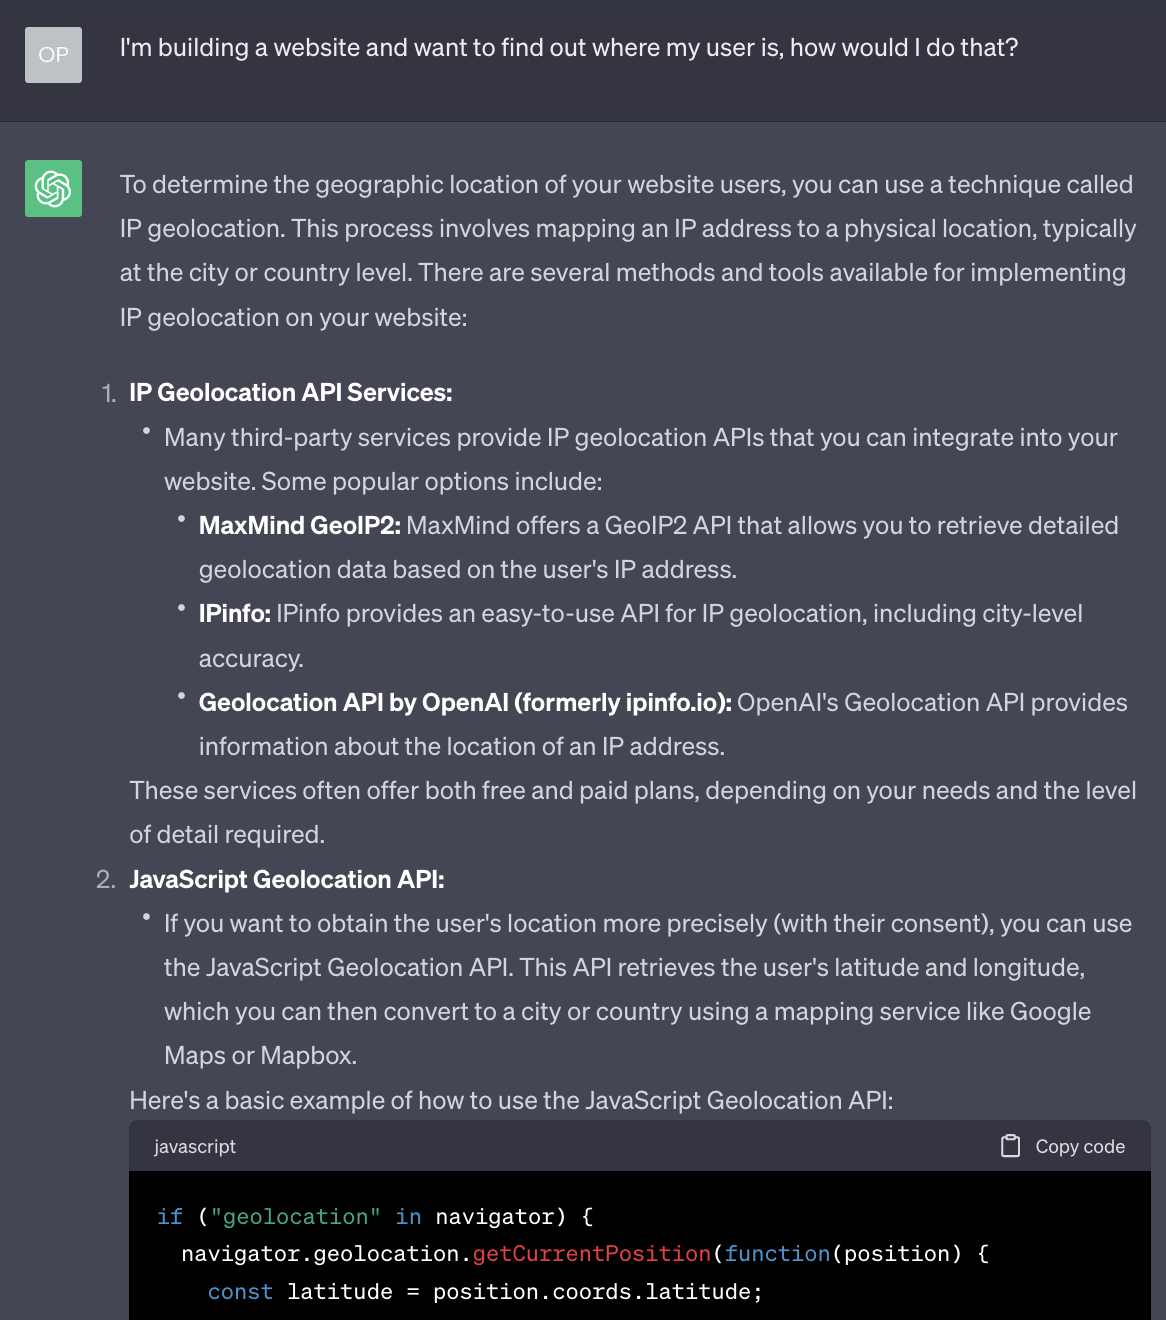 OP
I'm building a website and want to find out where my user is, how would I do that?
To determine the geographic location of your website users, you can use a technique called
IP geolocation. This process involves mapping an IP address to a physical location, typically
at the city or country level. There are several methods and tools available for implementing
IP geolocation on your website:
1. IP Geolocation API Services:
• Many third-party services provide IP geolocation APIs that you can integrate into your
website. Some popular options include:
• MaxMind GeoIP2: MaxMind offers a GeoIP2 API that allows you to retrieve detailed
geolocation data based on the user's IP address.
• IPinfo: IPinfo provides an easy-to-use API for IP geolocation, including city-level
accuracy.
• Geolocation API by OpenAI (formerly ipinfo.io): OpenAI's Geolocation API provides
information about the location of an IP address.
These services often offer both free and paid plans, depending on your needs and the level
of detail required.
2. JavaScript Geolocation API:
• If you want to obtain the user's location more precisely (with their consent), you can use
the JavaScript Geolocation API. This API retrieves the user's latitude and longitude,
which you can then convert to a city or country using a mapping service like Google
Maps or Mapbox.
Here's a basic example of how to use the JavaScript Geolocation API:
javascript Copy code
if ("geolocation" in navigator) {
navigator.geolocation.getCurrentPosition(function(position) {
const latitude = position.coords.latitude;